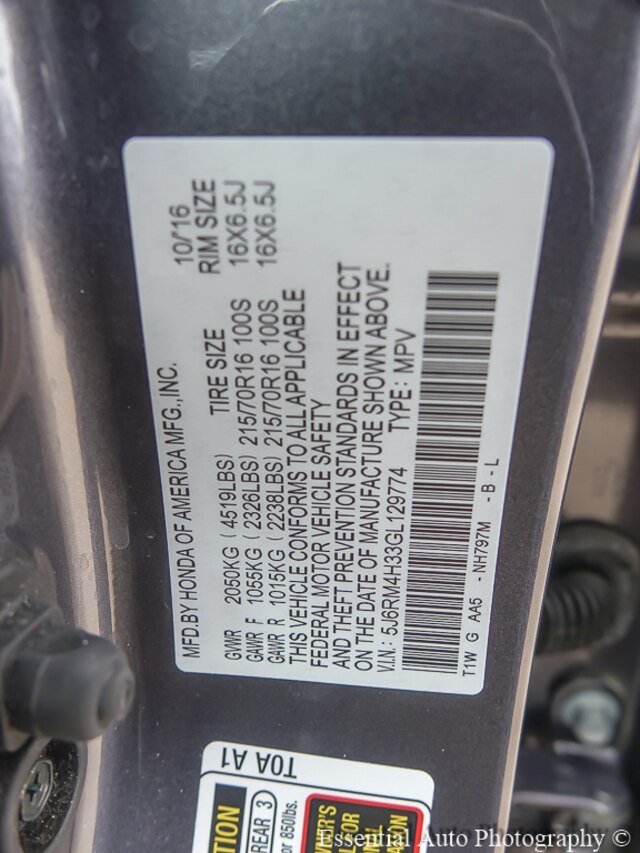 MFD.BY HONDA OF AMERICA MFG.,INC. 10/'16
TIRE SIZE RIM SIZE
GVWR 2050KG ( 4519LBS)
GAWR F 1055KG ( 2326LBS) 215/70R16 100S 16X6.5J
GAWR R 1015KG ( 2238LBS) 215/70R16 100S 16X6.5J
THIS VEHICLE CONFORMS TO ALL APPLICABLE
FEDERAL MOTOR VEHICLE SAFETY
AND THEFT PREVENTION STANDARDS IN EFFECT
ON THE DATE OF MANUFACTURE SHOWN ABOVE.
V.I.N.: 5J6RM4H33GL129774 TYPE: MPV
T1W G AA5 - NH797M - B - L
T0A A1
REAR 3
or 850lbs.
Essential Auto Photography ©